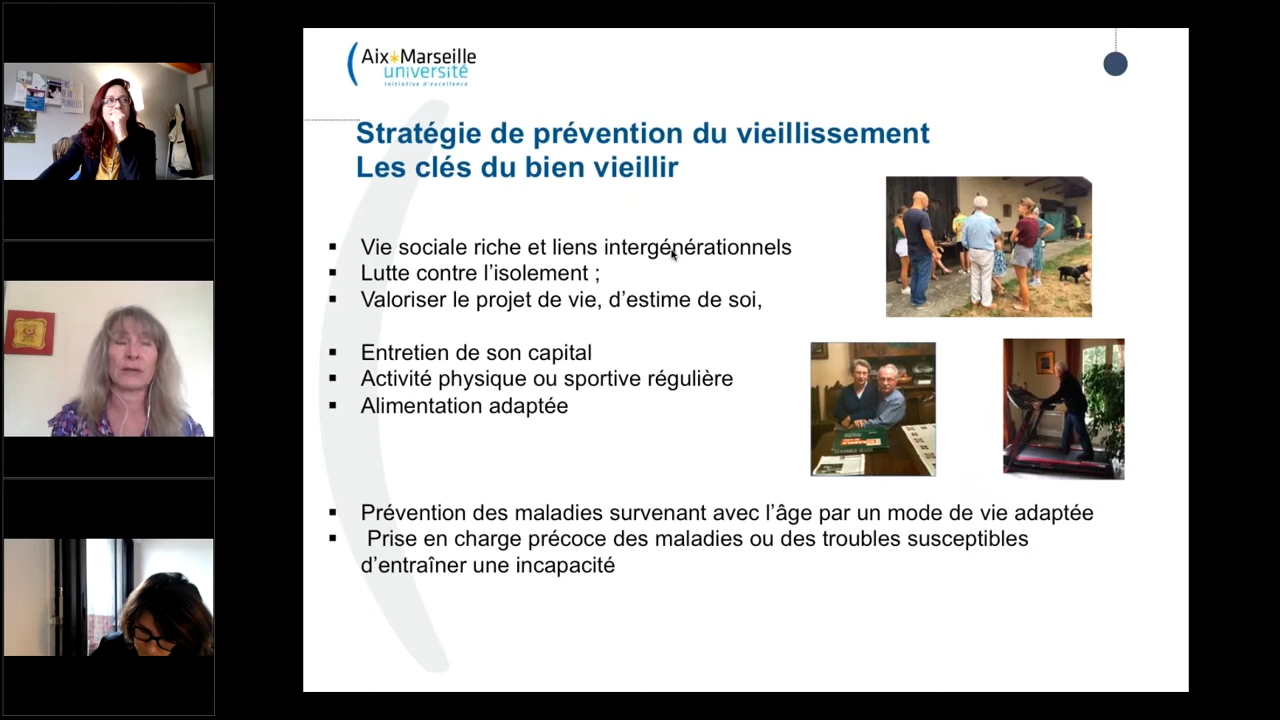 Aix*Marseille
université
Initiative d'excellence
Stratégie de prévention du vieillissement
Les clés du bien vieillir
▪ Vie sociale riche et liens intergénérationnels
▪ Lutte contre l'isolement ;
▪ Valoriser le projet de vie, d'estime de soi,
▪ Entretien de son capital
▪ Activité physique ou sportive régulière
▪ Alimentation adaptée
▪ Prévention des maladies survenant avec l'âge par un mode de vie adaptée
▪ Prise en charge précoce des maladies ou des troubles susceptibles
d'entraîner une incapacité